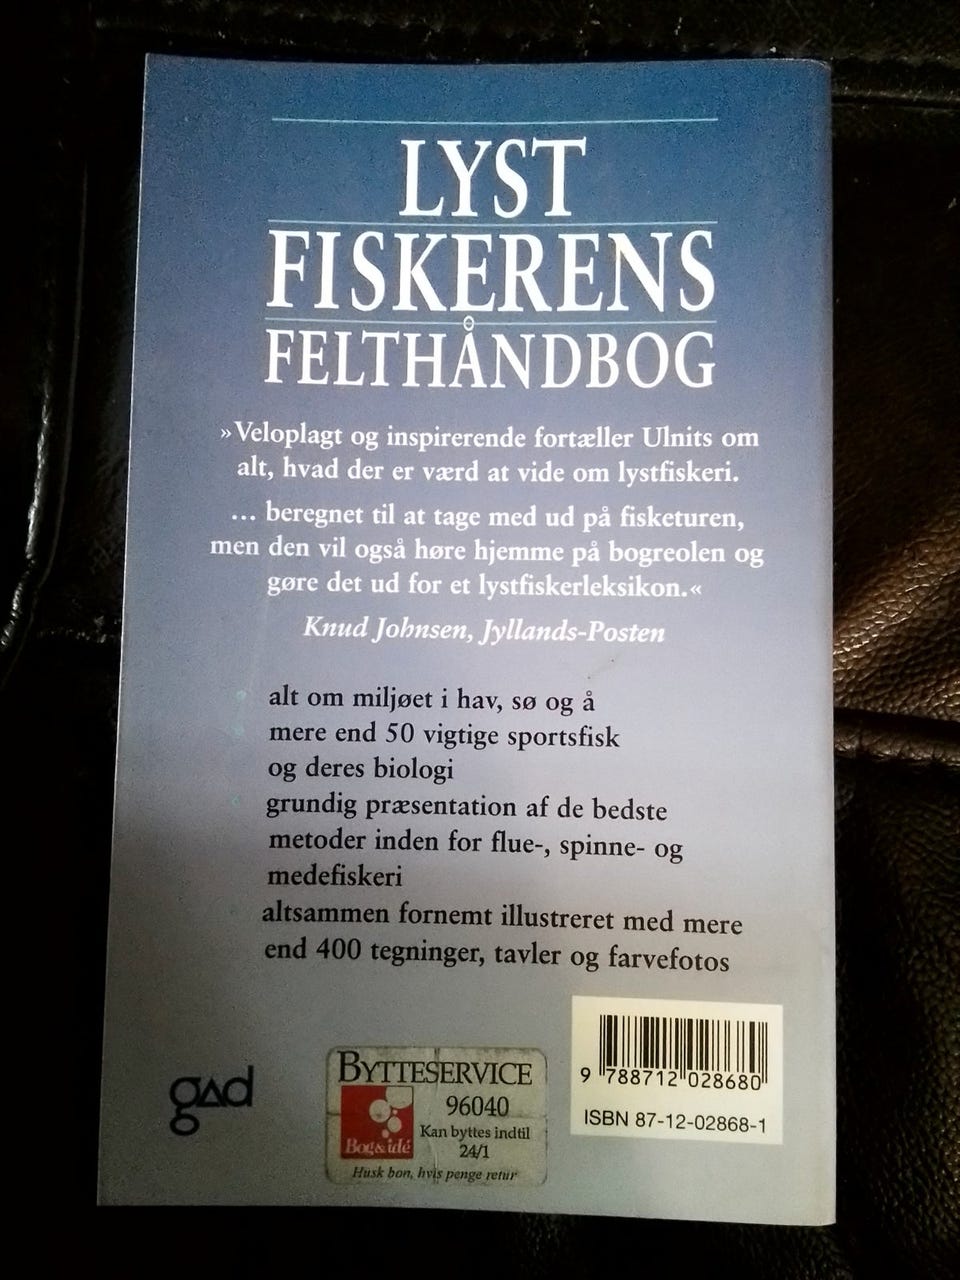 LYST
FISKERENS
FELTHÅNDBOG
»Veloplagt og inspirerende fortæller Ulnits om
alt, hvad der er værd at vide om lystfiskeri.
... beregnet til at tage med ud på fisketuren,
men den vil også høre hjemme på bogreolen og
gøre det ud for et lystfiskerleksikon.«
Knud Johnsen, Jyllands-Posten
alt om miljøet i hav, sø og å
mere end 50 vigtige sportsfisk
og deres biologi
grundig præsentation af de bedste
metoder inden for flue-, spinne- og
medefiskeri
altsammen fornemt illustreret med mere
end 400 tegninger, tavler og farvefotos
gad
BYTTESERVICE
96040
Bog&idé
Kan byttes indtil
24/1
Husk bon, hvis penge retur
9 788712 028680
ISBN 87-12-02868-1